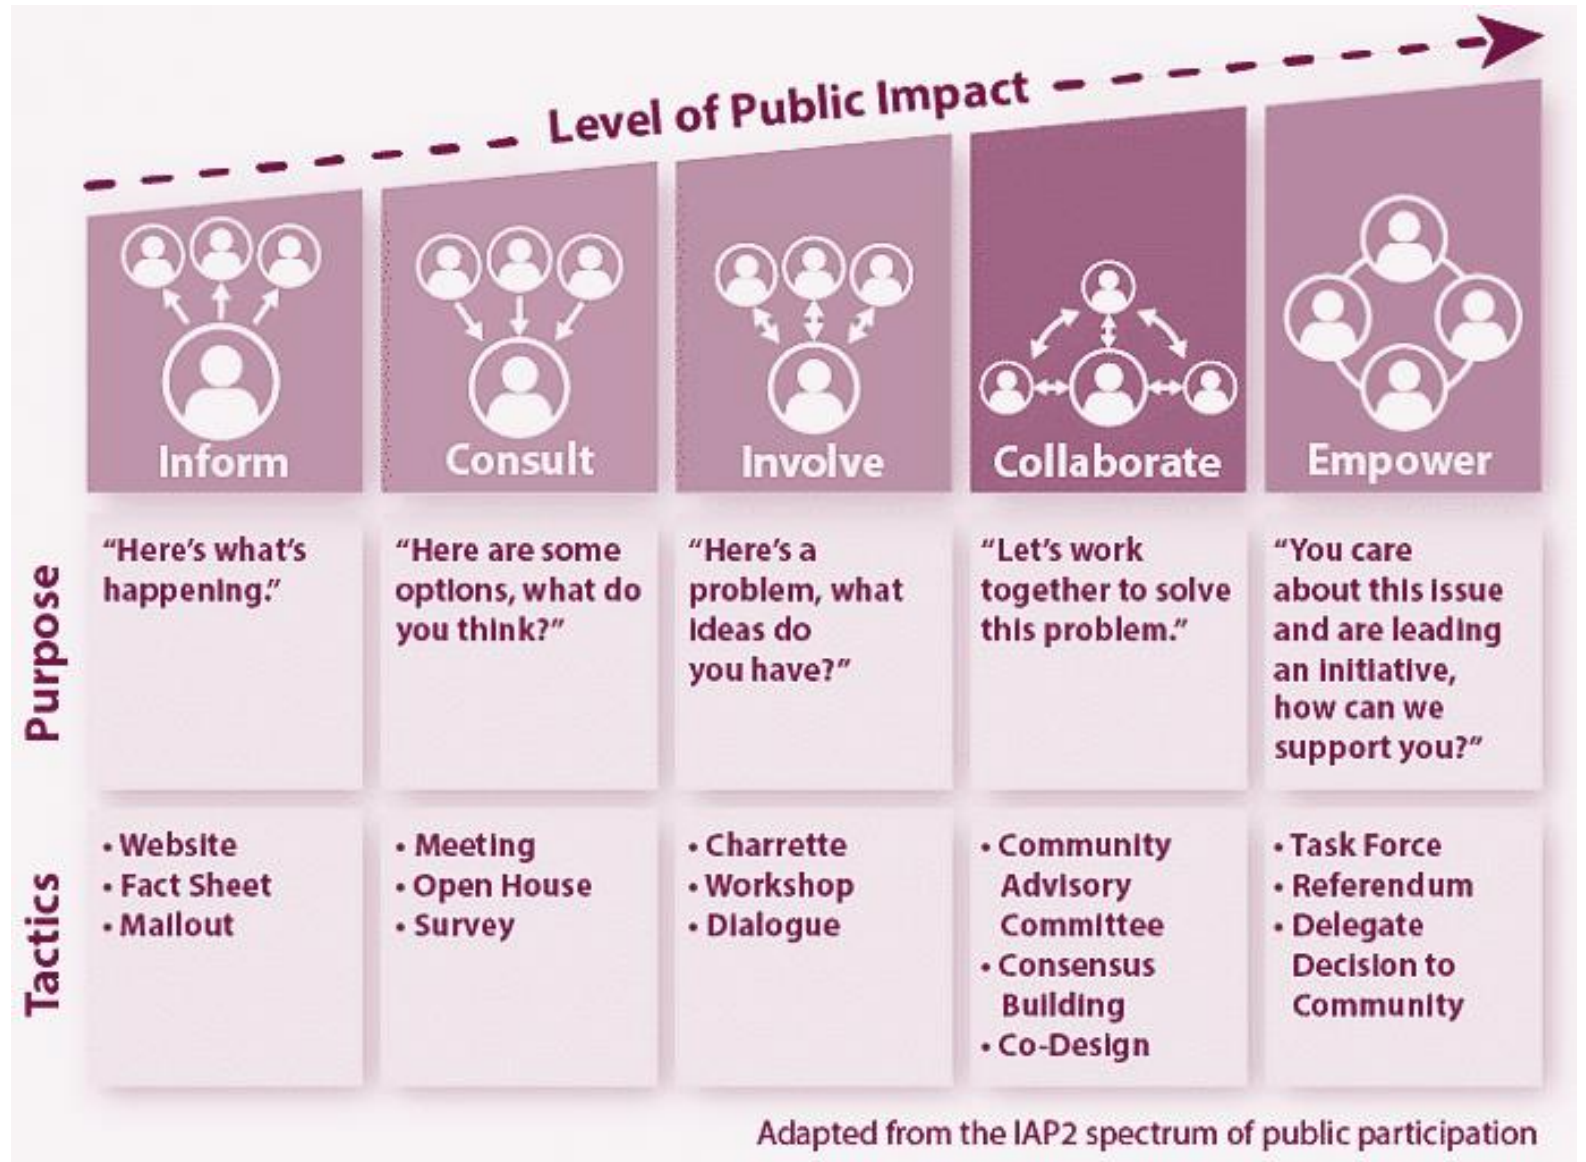 Level of Public Impact
Inform
Consult
Involve
Collaborate
Empower
Purpose
“Here’s what’s
happening.”
“Here are some
options, what do
you think?”
“Here’s a
problem, what
ideas do
you have?”
“Let’s work
together to solve
this problem.”
“You care
about this issue
and are leading
an initiative,
how can we
support you?”
Tactics
• Website
• Fact Sheet
• Mailout
• Meeting
• Open House
• Survey
• Charrette
• Workshop
• Dialogue
• Community
Advisory
Committee
• Consensus
Building
• Co-Design
• Task Force
• Referendum
• Delegate
Decision to
Community
Adapted from the IAP2 spectrum of public participation